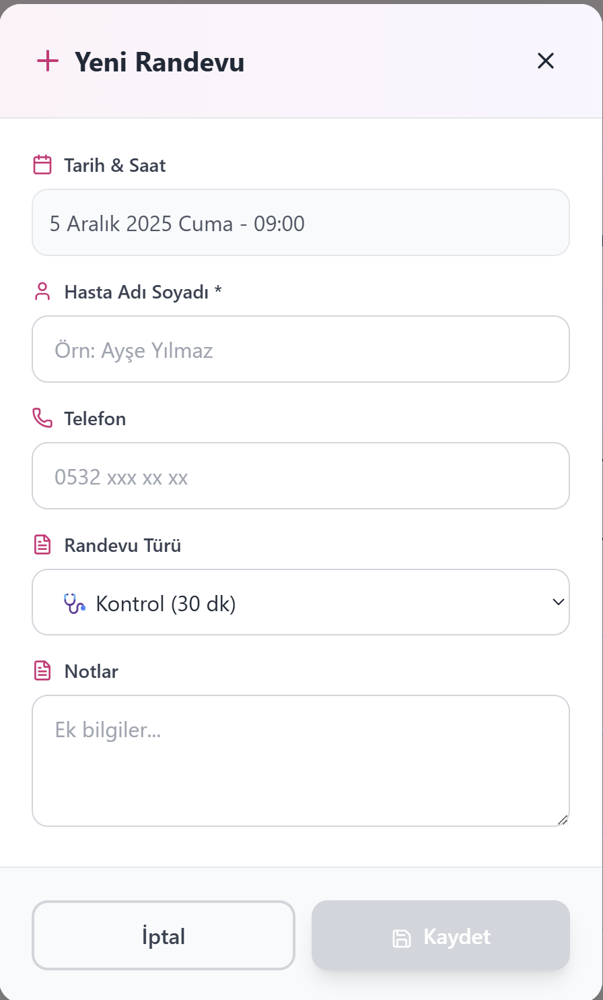 Yeni Randevu
Tarih & Saat
5 Aralık 2025 Cuma - 09:00
Hasta Adı Soyadı *
Örn: Ayşe Yılmaz
Telefon
0532 xxx xx xx
Randevu Türü
Kontrol (30 dk)
Notlar
Ek bilgiler...
İptal
Kaydet